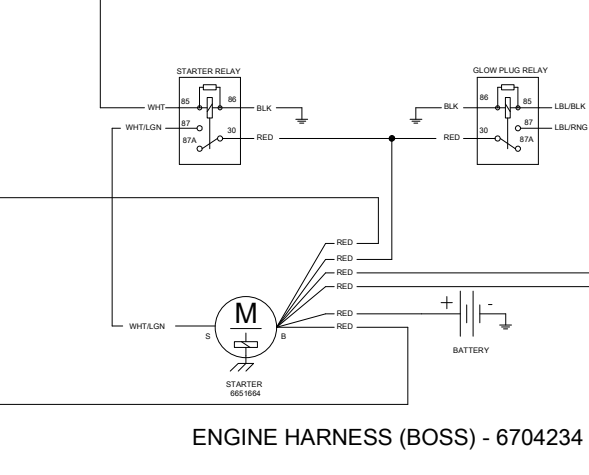 STARTER RELAY
GLOW PLUG RELAY
WHT 85 86 BLK
BLK 86 85 LBL/BLK
WHT/LGN 87 30 RED
87A
RED 30 87 LBL/RNG
87A
RED
RED
RED
RED
RED
RED
+ -
BATTERY
WHT/LGN S M B
STARTER
6651664
ENGINE HARNESS (BOSS) - 6704234